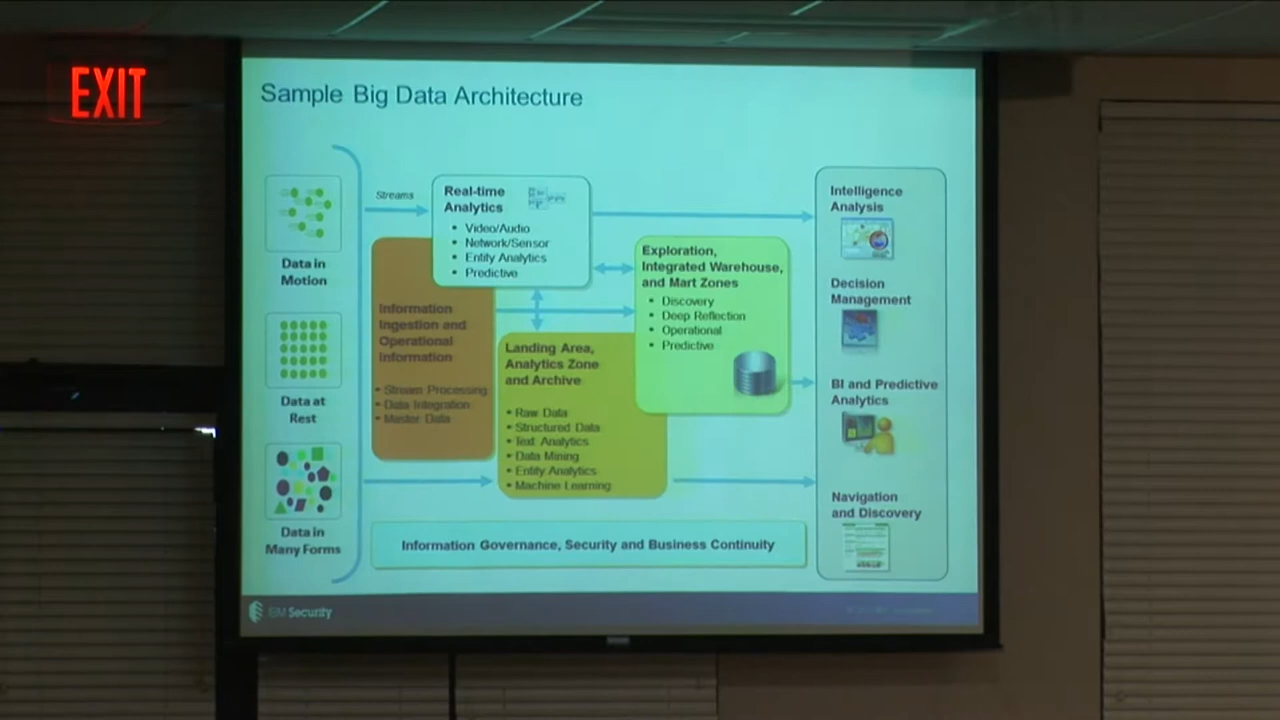 EXIT
Sample Big Data Architecture
Data in
Motion
Data at
Rest
Data in
Many Forms
Streams
Real-time
Analytics
• Video/Audio
• Network/Sensor
• Entity Analytics
• Predictive
Information
Ingestion and
Operational
Information
• Stream Processing
• Data Integration
• Master Data
Landing Area,
Analytics Zone
and Archive
• Raw Data
• Structured Data
• Text Analytics
• Data Mining
• Entity Analytics
• Machine Learning
Exploration,
Integrated Warehouse,
and Mart Zones
• Discovery
• Deep Reflection
• Operational
• Predictive
Intelligence
Analysis
Decision
Management
BI and Predictive
Analytics
Navigation
and Discovery
Information Governance, Security and Business Continuity
IBM Security